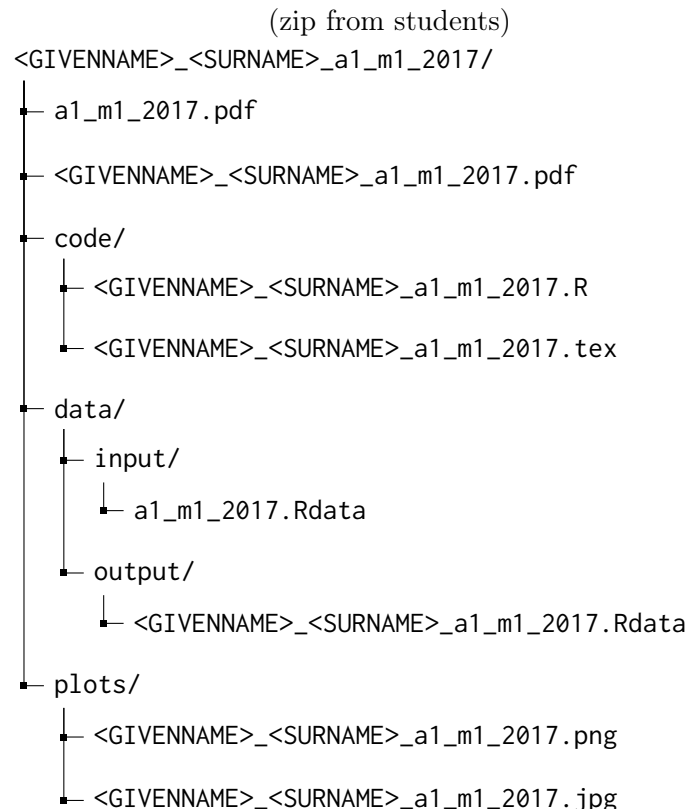 (zip from students)
<GIVENNAME>_<SURNAME>_a1_m1_2017/
a1_m1_2017.pdf
<GIVENNAME>_<SURNAME>_a1_m1_2017.pdf
code/
<GIVENNAME>_<SURNAME>_a1_m1_2017.R
<GIVENNAME>_<SURNAME>_a1_m1_2017.tex
data/
input/
a1_m1_2017.Rdata
output/
<GIVENNAME>_<SURNAME>_a1_m1_2017.Rdata
plots/
<GIVENNAME>_<SURNAME>_a1_m1_2017.png
<GIVENNAME>_<SURNAME>_a1_m1_2017.jpg